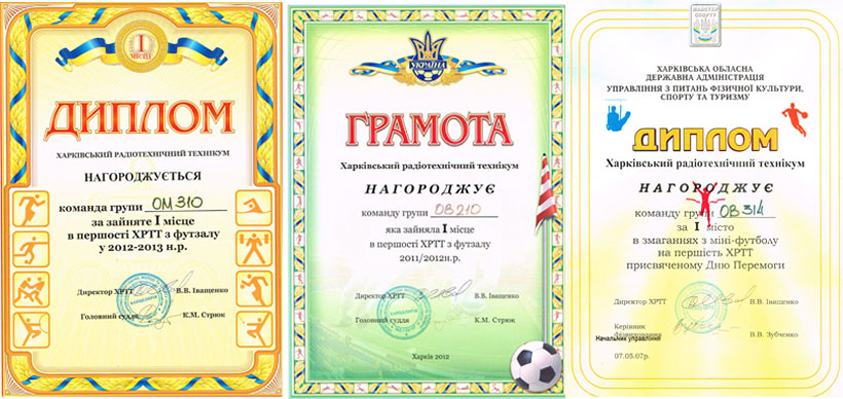 I
МІСЦЕ
ДИПЛОМ
ХАРКІВСЬКИЙ РАДІОТЕХНІЧНИЙ ТЕХНІКУМ
НАГОРОДЖУЄТЬСЯ
команда групи ОМ 310
за зайняте I місце
в першості ХРТТ з футзалу
у 2012-2013 н.р.
Директор ХРТТ В.В. Іващенко
Головний суддя К.М. Стрюк
УКРАЇНА
ГРАМОТА
Харківський радіотехнічний технікум
НАГОРОДЖУЄ
команду групи ОВ 210
яка зайняла I місце
в першості ХРТТ з футзалу
2011/2012н.р.
Директор ХРТТ В.В. Іващенко
Головний суддя К.М. Стрюк
Харків 2012
МАЙСТЕР
СПОРТУ
ХАРКІВСЬКА ОБЛАСНА
ДЕРЖАВНА АДМІНІСТРАЦІЯ
УПРАВЛІННЯ З ПИТАНЬ ФІЗИЧНОЇ КУЛЬТУРИ,
СПОРТУ ТА ТУРИЗМУ
ДИПЛОМ
Харківський радіотехнічний технікум
НАГОРОДЖУЄ
команду групи ОВ 314
за I місто
в змаганнях з міні-футболу
на першість ХРТТ
присвяченому Дню Перемоги
Директор ХРТТ В.В. Іващенко
Керівник
фізвиховання В.В. Зубченко
Начальник управління
07.05.07р.